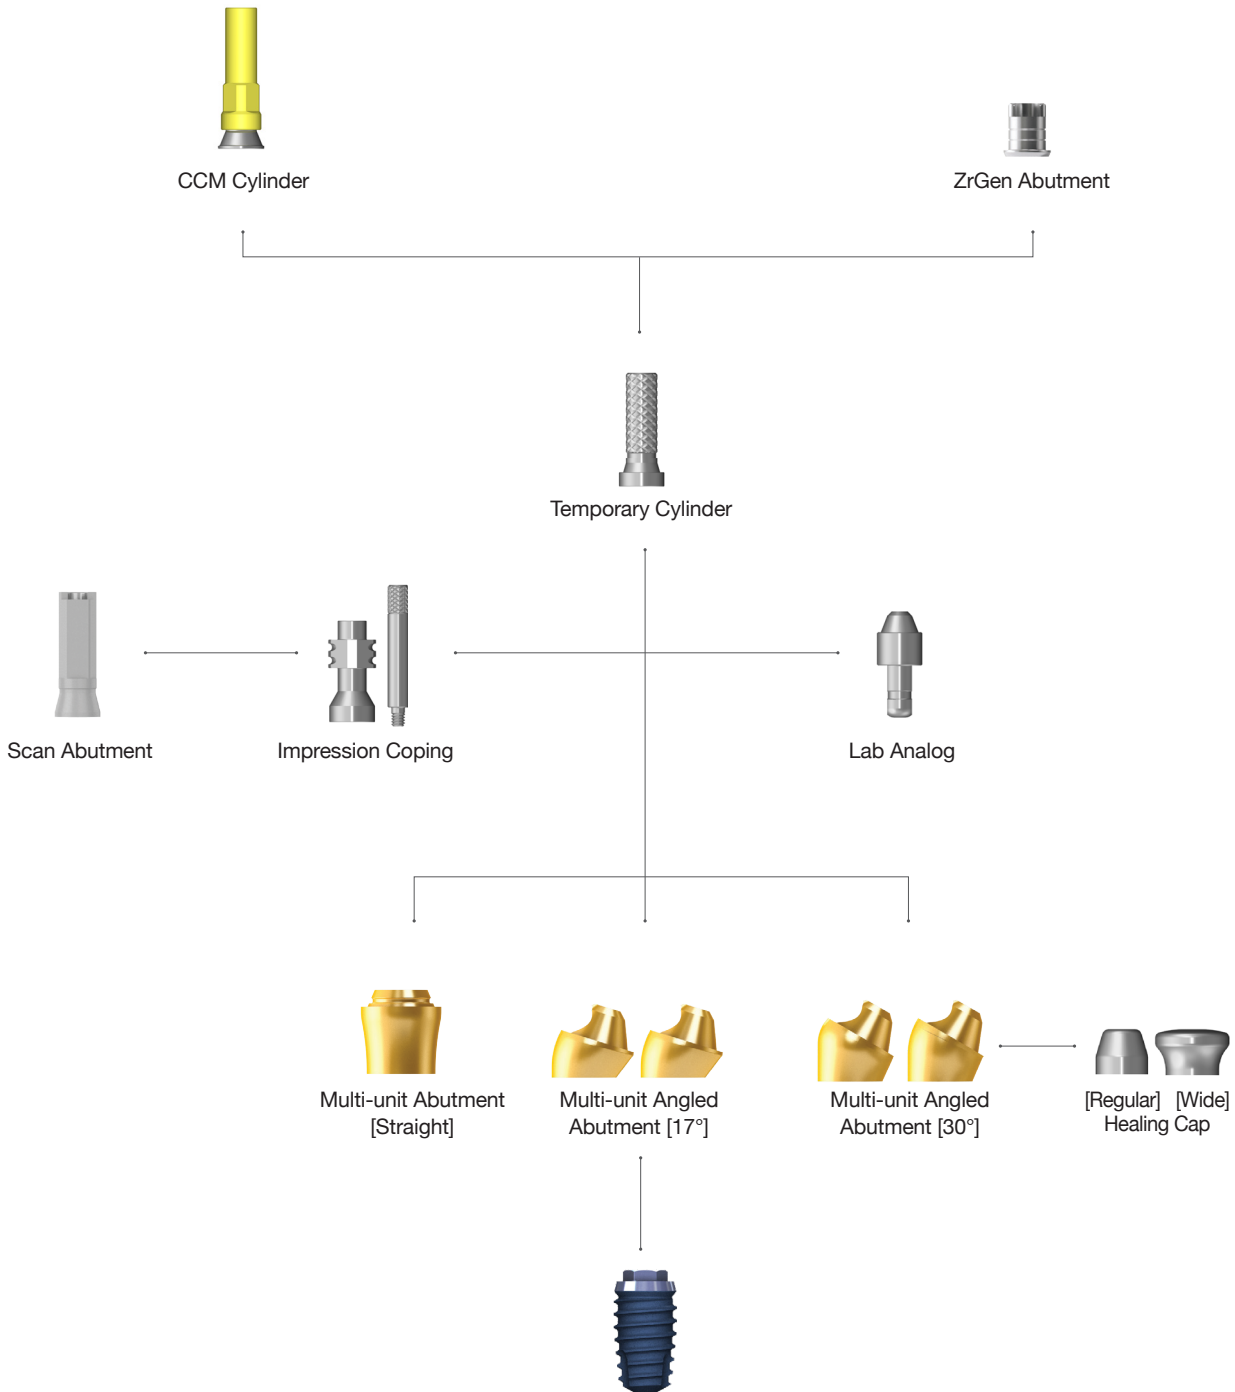 CCM Cylinder
ZrGen Abutment
Temporary Cylinder
Scan Abutment
Impression Coping
Lab Analog
Multi-unit Abutment
[Straight]
Multi-unit Angled
Abutment [17°]
Multi-unit Angled
Abutment [30°]
[Regular] [Wide]
Healing Cap